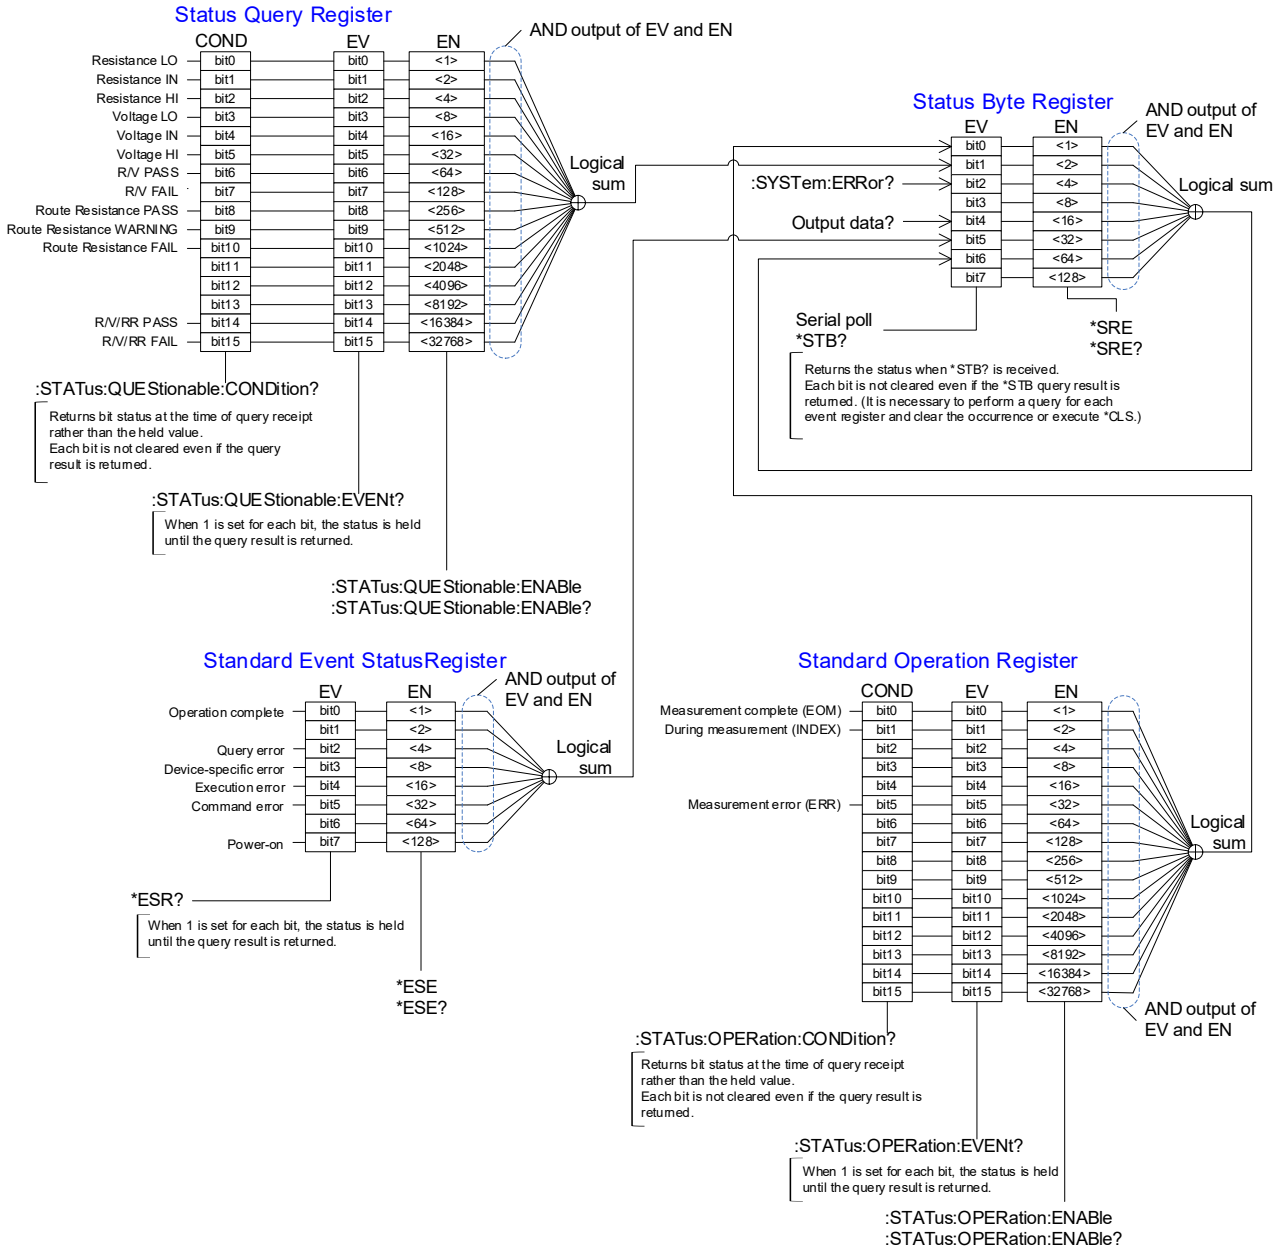 Status Query Register
COND EV EN
AND output of EV and EN
Resistance LO bit0 bit0 <1>
Resistance IN bit1 bit1 <2>
Resistance HI bit2 bit2 <4>
Voltage LO bit3 bit3 <8>
Voltage IN bit4 bit4 <16>
Voltage HI bit5 bit5 <32>
R/V PASS bit6 bit6 <64>
R/V FAIL bit7 bit7 <128>
Route Resistance PASS bit8 bit8 <256>
Route Resistance WARNING bit9 bit9 <512>
Route Resistance FAIL bit10 bit10 <1024>
bit11 bit11 <2048>
bit12 bit12 <4096>
bit13 bit13 <8192>
R/V/RR PASS bit14 bit14 <16384>
R/V/RR FAIL bit15 bit15 <32768>
Logical
sum
:STATus:QUEStionable:CONDition?
Returns bit status at the time of query receipt
rather than the held value.
Each bit is not cleared even if the query
result is returned.
:STATus:QUEStionable:EVENt?
When 1 is set for each bit, the status is held
until the query result is returned.
:STATus:QUEStionable:ENABle
:STATus:QUEStionable:ENABle?
Status Byte Register
EV EN
AND output of
EV and EN
bit0 <1>
bit1 <2>
:SYSTem:ERRor? bit2 <4>
bit3 <8>
Output data? bit4 <16>
bit5 <32>
bit6 <64>
bit7 <128>
Logical sum
Serial poll
*STB?
*SRE
*SRE?
Returns the status when *STB? is received.
Each bit is not cleared even if the *STB query result is
returned. (It is necessary to perform a query for each
event register and clear the occurrence or execute *CLS.)
Standard Event StatusRegister
EV EN
AND output of
EV and EN
Operation complete bit0 <1>
bit1 <2>
Query error bit2 <4>
Device-specific error bit3 <8>
Execution error bit4 <16>
Command error bit5 <32>
bit6 <64>
Power-on bit7 <128>
Logical
sum
*ESR?
When 1 is set for each bit, the status is held
until the query result is returned.
*ESE
*ESE?
Standard Operation Register
COND EV EN
Measurement complete (EOM) bit0 bit0 <1>
During measurement (INDEX) bit1 bit1 <2>
bit2 bit2 <4>
bit3 bit3 <8>
bit4 bit4 <16>
Measurement error (ERR) bit5 bit5 <32>
bit6 bit6 <64>
bit7 bit7 <128>
bit8 bit8 <256>
bit9 bit9 <512>
bit10 bit10 <1024>
bit11 bit11 <2048>
bit12 bit12 <4096>
bit13 bit13 <8192>
bit14 bit14 <16384>
bit15 bit15 <32768>
Logical
sum
AND output of
EV and EN
:STATus:OPERation:CONDition?
Returns bit status at the time of query receipt
rather than the held value.
Each bit is not cleared even if the query result is
returned.
:STATus:OPERation:EVENt?
When 1 is set for each bit, the status is held
until the query result is returned.
:STATus:OPERation:ENABle
:STATus:OPERation:ENABle?